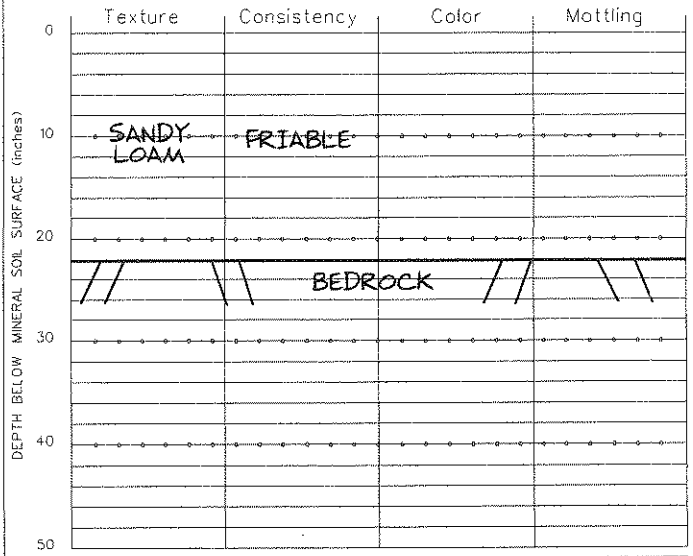 Texture Consistency Color Mottling
0
10
SANDY FRIABLE
LOAM
20
BEDROCK
30
40
50
DEPTH BELOW MINERAL SOIL SURFACE (inches)